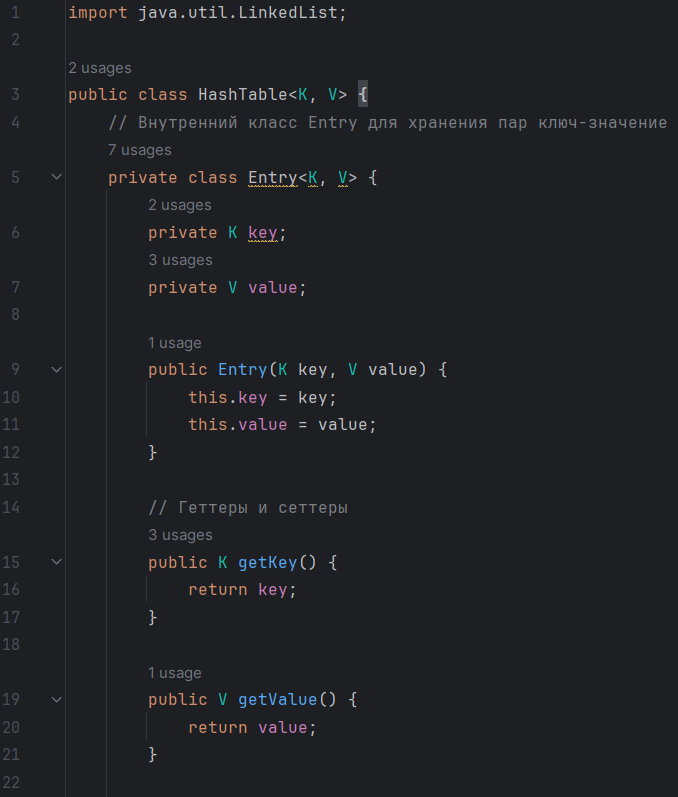 1 import java.util.LinkedList;
2
2 usages
3 public class HashTable<K, V> {
4 // Внутренний класс Entry для хранения пар ключ-значение
7 usages
5 private class Entry<K, V> {
2 usages
6 private K key;
3 usages
7 private V value;
8
1 usage
9 public Entry(K key, V value) {
10 this.key = key;
11 this.value = value;
12 }
13
14 // Геттеры и сеттеры
3 usages
15 public K getKey() {
16 return key;
17 }
18
1 usage
19 public V getValue() {
20 return value;
21 }
22